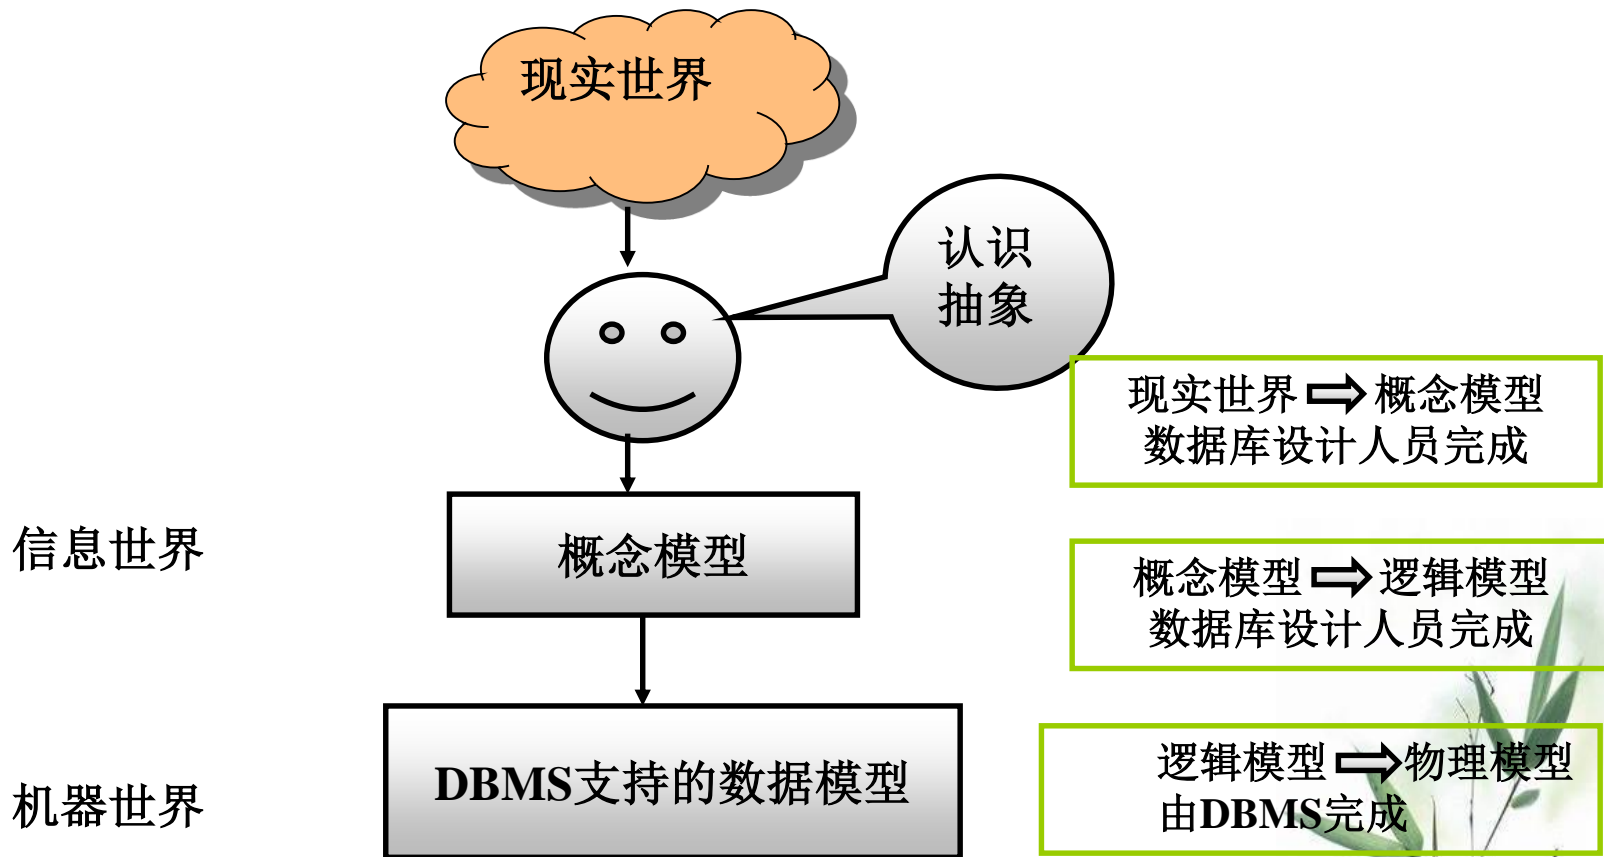 现实世界
认识
抽象
现实世界 概念模型
数据库设计人员完成
信息世界
概念模型
概念模型 逻辑模型
数据库设计人员完成
机器世界
DBMS支持的数据模型
逻辑模型 物理模型
由DBMS完成